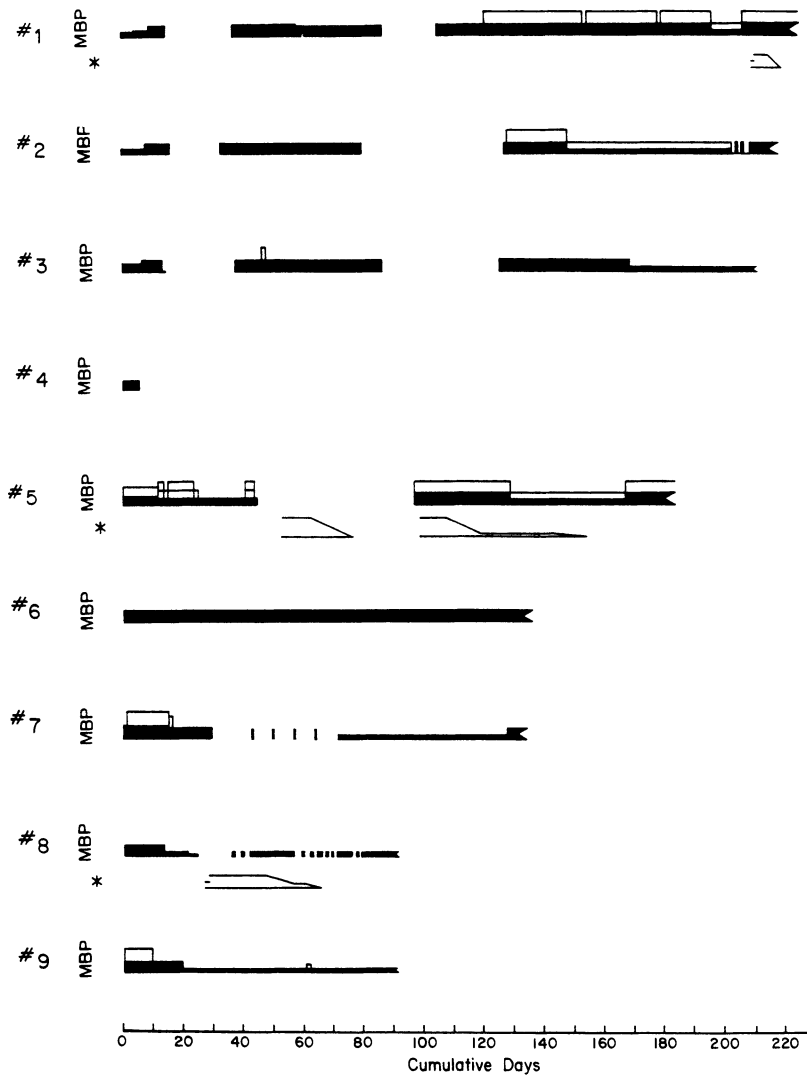 #1 MBP
*
#2 MBF
#3 MBP
#4 MBP
#5 MBP
*
#6 MBP
#7 MBP
#8 MBP
*
#9 MBP
0 20 40 60 80 100 120 140 160 180 200 220
Cumulative Days